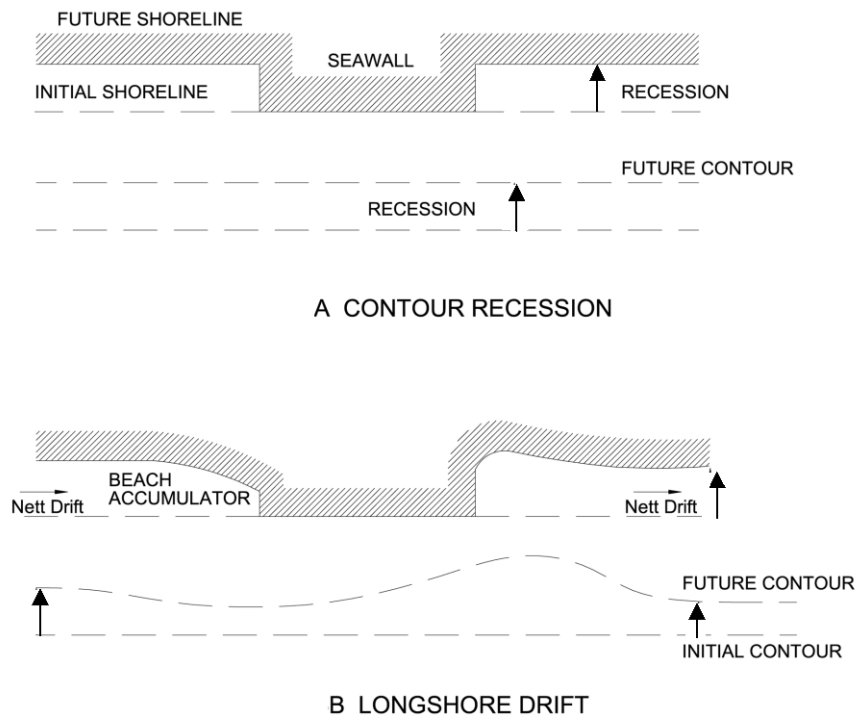 FUTURE SHORELINE
SEAWALL
INITIAL SHORELINE
RECESSION
FUTURE CONTOUR
RECESSION
A CONTOUR RECESSION
BEACH
ACCUMULATOR
Nett Drift
Nett Drift
FUTURE CONTOUR
INITIAL CONTOUR
B LONGSHORE DRIFT